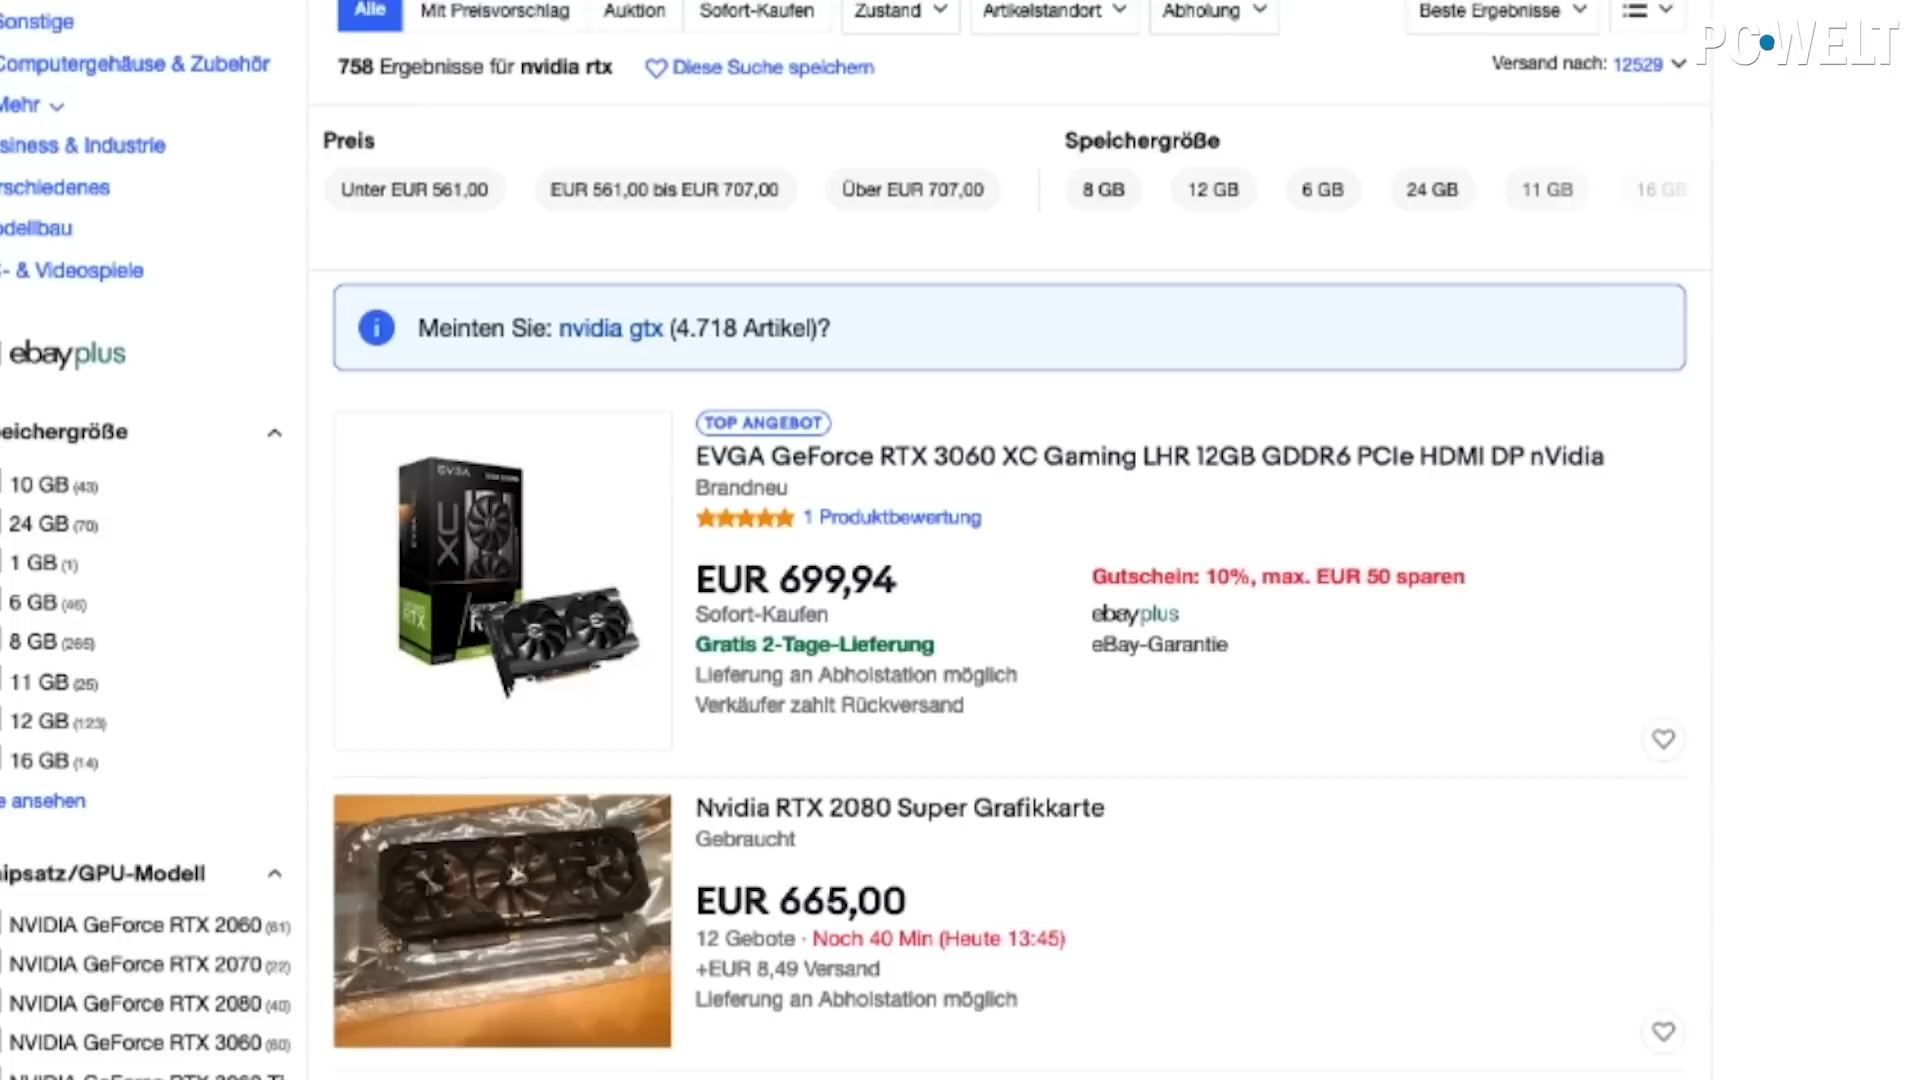 Sonstige
Computergehäuse & Zubehör
Mehr
siness & Industrie
rschiedenes
odellbau
- & Videospiele
ebayplus
eichergröße
10 GB (43)
24 GB (70)
1 GB (1)
6 GB (46)
8 GB (265)
11 GB (25)
12 GB (123)
16 GB (14)
e ansehen
ipsatz/GPU-Modell
NVIDIA GeForce RTX 2060 (61)
NVIDIA GeForce RTX 2070 (22)
NVIDIA GeForce RTX 2080 (40)
NVIDIA GeForce RTX 3060 (60)
Alle
Mit Preisvorschlag
Auktion
Sofort-Kaufen
Zustand
Artikelstandort
Abholung
Beste Ergebnisse
758 Ergebnisse für nvidia rtx
Diese Suche speichern
Versand nach: 12529
PC WELT
Preis
Unter EUR 561,00
EUR 561,00 bis EUR 707,00
Über EUR 707,00
Speichergröße
8 GB
12 GB
6 GB
24 GB
11 GB
16 GB
Meinten Sie: nvidia gtx (4.718 Artikel)?
EVGA
XC
RTX
TOP ANGEBOT
EVGA GeForce RTX 3060 XC Gaming LHR 12GB GDDR6 PCIe HDMI DP nVidia
Brandneu
1 Produktbewertung
EUR 699,94
Sofort-Kaufen
Gratis 2-Tage-Lieferung
Lieferung an Abholstation möglich
Verkäufer zahlt Rückversand
Gutschein: 10%, max. EUR 50 sparen
ebayplus
eBay-Garantie
Nvidia RTX 2080 Super Grafikkarte
Gebraucht
EUR 665,00
12 Gebote · Noch 40 Min (Heute 13:45)
+EUR 8,49 Versand
Lieferung an Abholstation möglich